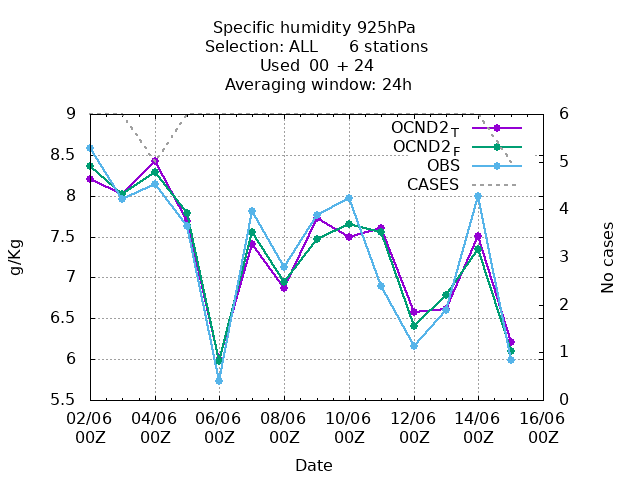 Specific humidity 925hPa
Selection: ALL 6 stations
Used 00 + 24
Averaging window: 24h
OCND2T
OCND2F
OBS
CASES
9
8.5
8
7.5
7
6.5
6
5.5
6
5
4
3
2
1
0
g/Kg
No cases
02/06 04/06 06/06 08/06 10/06 12/06 14/06 16/06
00Z 00Z 00Z 00Z 00Z 00Z 00Z 00Z
Date